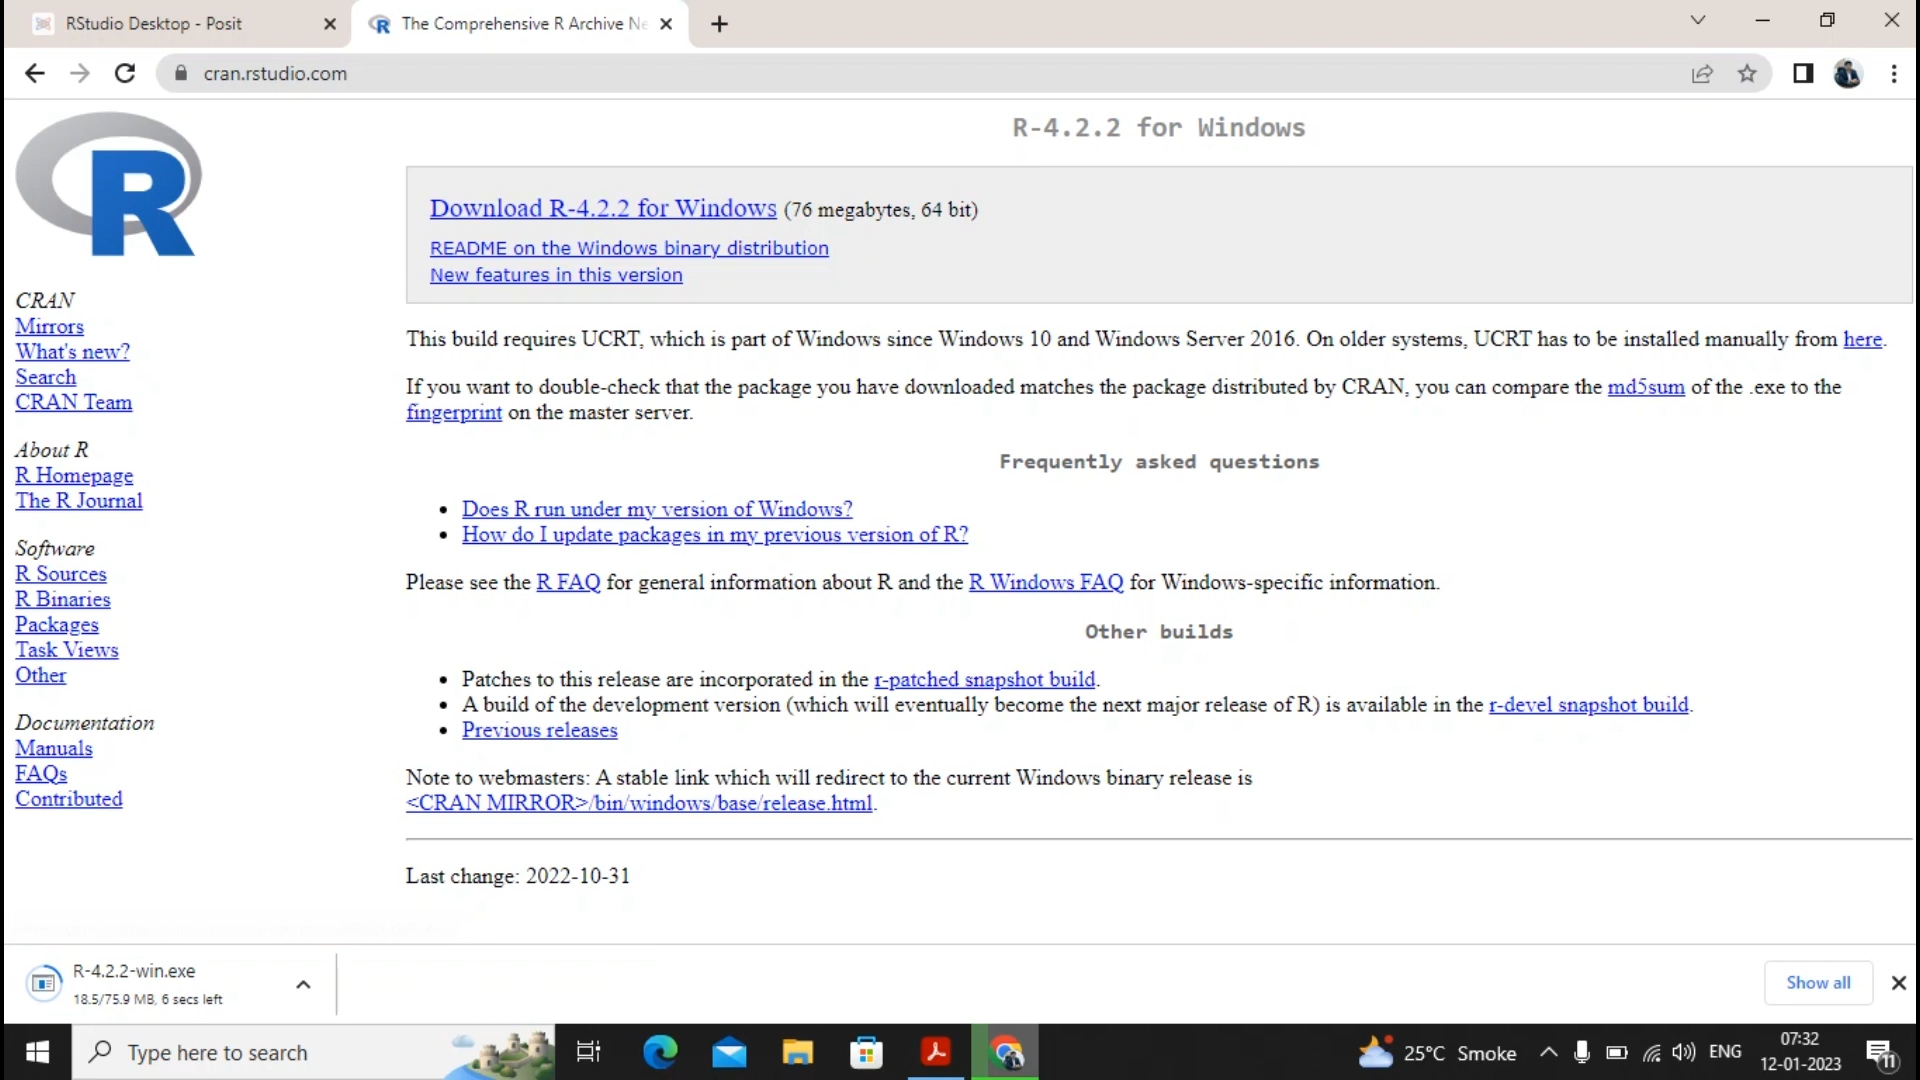 RStudio Desktop - Posit
The Comprehensive R Archive Ne
cran.rstudio.com
R
CRAN
Mirrors
What's new?
Search
CRAN Team
About R
R Homepage
The R Journal
Software
R Sources
R Binaries
Packages
Task Views
Other
Documentation
Manuals
FAQs
Contributed
R-4.2.2 for Windows
Download R-4.2.2 for Windows (76 megabytes, 64 bit)
README on the Windows binary distribution
New features in this version
This build requires UCRT, which is part of Windows since Windows 10 and Windows Server 2016. On older systems, UCRT has to be installed manually from here.
If you want to double-check that the package you have downloaded matches the package distributed by CRAN, you can compare the md5sum of the .exe to the
fingerprint on the master server.
Frequently asked questions
• Does R run under my version of Windows?
• How do I update packages in my previous version of R?
Please see the R FAQ for general information about R and the R Windows FAQ for Windows-specific information.
Other builds
• Patches to this release are incorporated in the r-patched snapshot build.
• A build of the development version (which will eventually become the next major release of R) is available in the r-devel snapshot build.
• Previous releases
Note to webmasters: A stable link which will redirect to the current Windows binary release is
<CRAN MIRROR>/bin/windows/base/release.html.
Last change: 2022-10-31
R-4.2.2-win.exe
18.5/75.9 MB, 6 secs left
Show all
Type here to search
25°C Smoke
ENG
07:32
12-01-2023
11